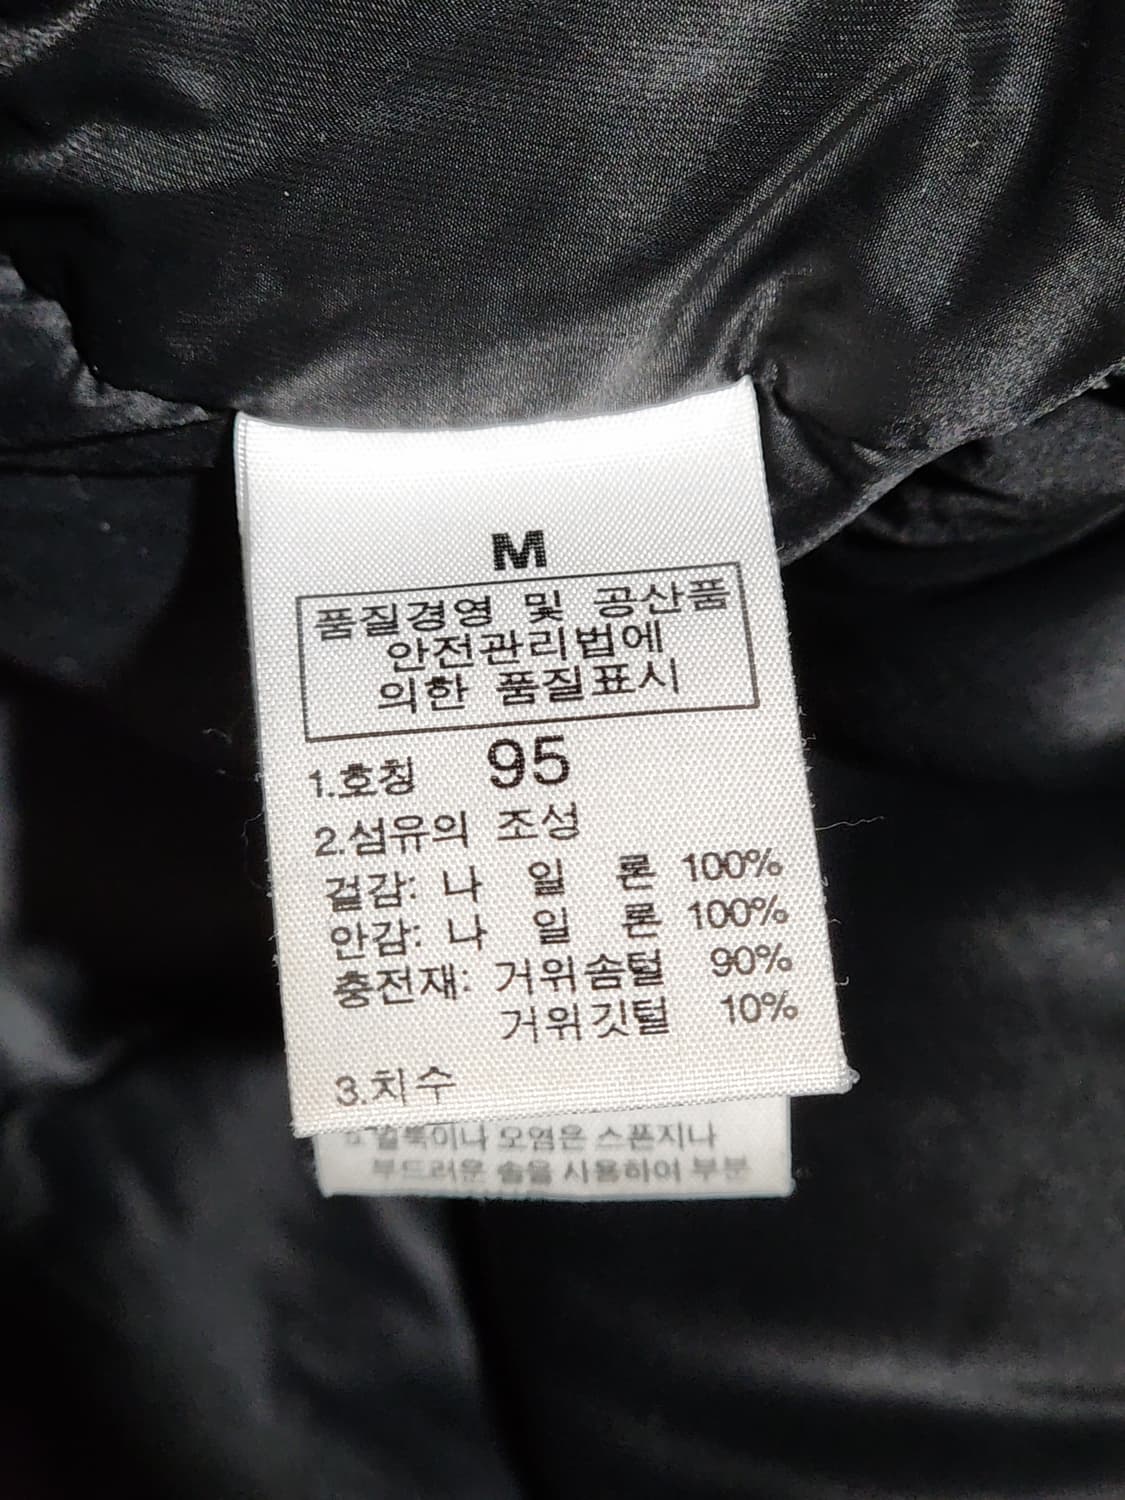 M
품질경영 및 공산품
안전관리법에
의한 품질표시
1.호칭 95
2.섬유의 조성
겉감: 나 일 론 100%
안감: 나 일 론 100%
충전재: 거위솜털 90%
거위깃털 10%
3.치수
얼룩이나 오염은 스폰지나
부드러운 솔을 사용하여 부분